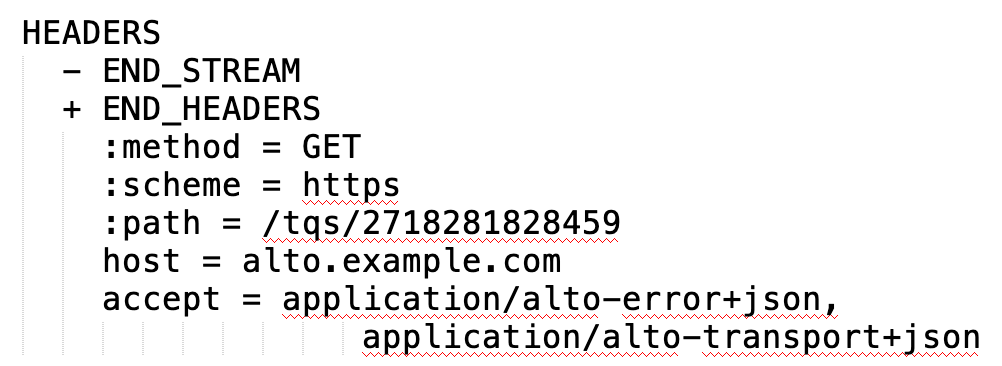 HEADERS
- END_STREAM
+ END_HEADERS
:method = GET
:scheme = https
:path = /tqs/2718281828459
host = alto.example.com
accept = application/alto-error+json,
application/alto-transport+json